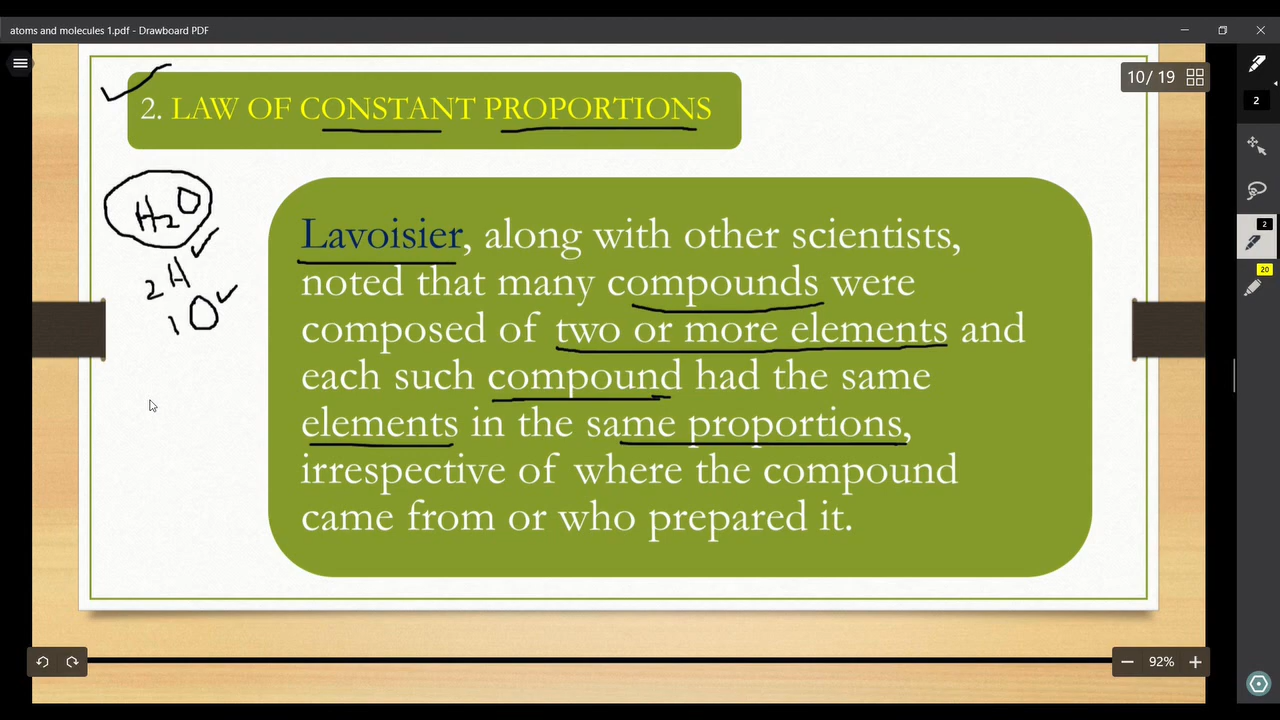 atoms and molecules 1.pdf - Drawboard PDF
10 / 19
2
2. LAW OF CONSTANT PROPORTIONS
H2O
2H
1O
Lavoisier, along with other scientists,
noted that many compounds were
composed of two or more elements and
each such compound had the same
elements in the same proportions,
irrespective of where the compound
came from or who prepared it.
2
20
92%